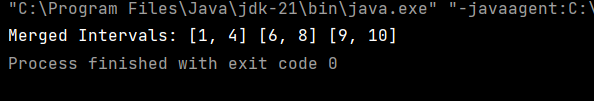 "C:\Program Files\Java\jdk-21\bin\java.exe" "-javaagent:C:\
Merged Intervals: [1, 4] [6, 8] [9, 10]
Process finished with exit code 0